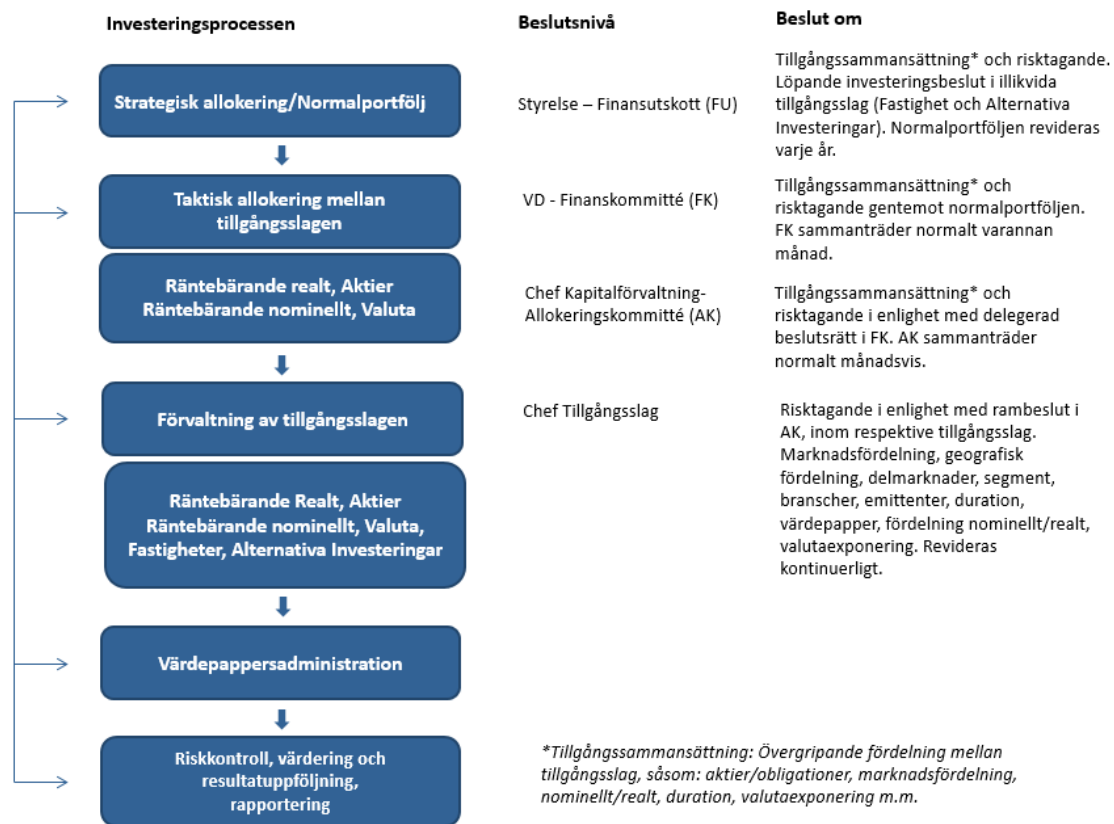 Investeringsprocessen
Beslutsnivå
Beslut om
Strategisk allokering/Normalportfölj
Styrelse – Finansutskott (FU)
Tillgångssammansättning* och risktagande.
Löpande investeringsbeslut i illikvida
tillgångsslag (Fastighet och Alternativa
Investeringar). Normalportföljen revideras
varje år.
Taktisk allokering mellan
tillgångsslagen
VD - Finanskommitté (FK)
Tillgångssammansättning* och
risktagande gentemot normalportföljen.
FK sammanträder normalt varannan
månad.
Räntebärande realt, Aktier
Räntebärande nominellt, Valuta
Chef Kapitalförvaltning-
Allokeringskommitté (AK)
Tillgångssammansättning* och
risktagande i enlighet med delegerad
beslutsrätt i FK. AK sammanträder
normalt månadsvis.
Förvaltning av tillgångsslagen
Chef Tillgångsslag
Risktagande i enlighet med rambeslut i
AK, inom respektive tillgångsslag.
Marknadsfördelning, geografisk
fördelning, delmarknader, segment,
branscher, emittenter, duration,
värdepapper, fördelning nominellt/realt,
valutaexponering. Revideras
kontinuerligt.
Räntebärande Realt, Aktier
Räntebärande nominellt, Valuta,
Fastigheter, Alternativa Investeringar
Värdepappersadministration
Riskkontroll, värdering och
resultatuppföljning,
rapportering
*Tillgångssammansättning: Övergripande fördelning mellan
tillgångsslag, såsom: aktier/obligationer, marknadsfördelning,
nominellt/realt, duration, valutaexponering m.m.